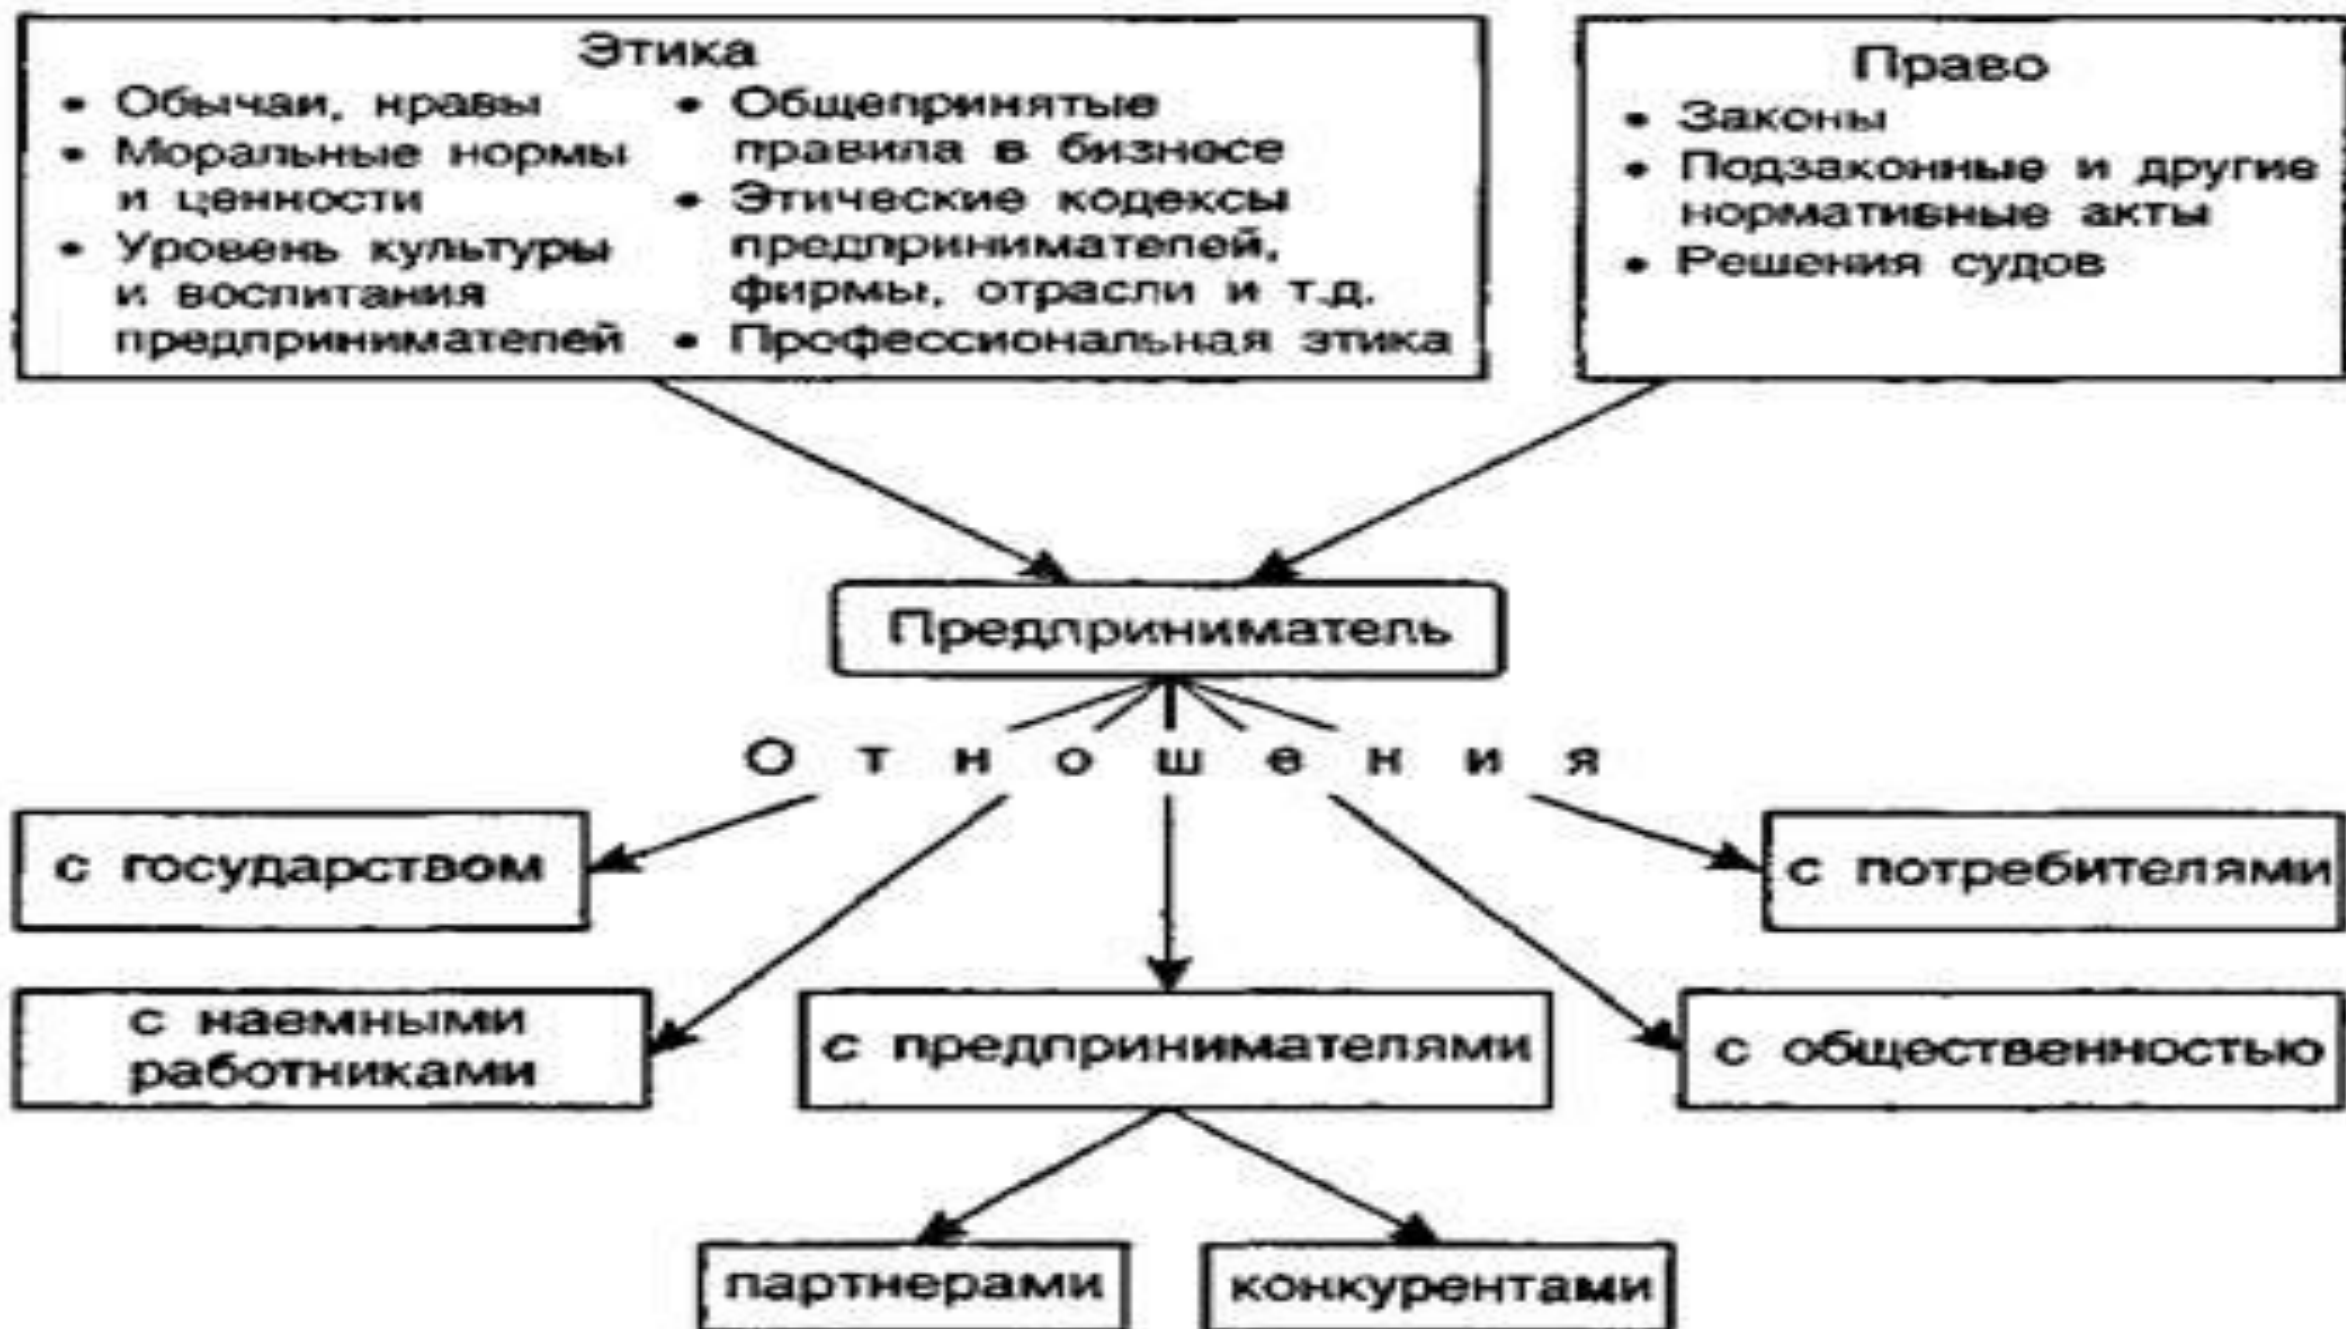 Этика
• Обычаи, нравы
• Моральные нормы
и ценности
• Уровень культуры
и воспитания
предпринимателей
• Общепринятые
правила в бизнесе
• Этические кодексы
предпринимателей,
фирмы, отрасли и т.д.
• Профессиональная этика
Право
• Законы
• Подзаконные и другие
нормативные акты
• Решения судов
Предприниматель
Отношения
с государством
с потребителями
с наемными
работниками
с предпринимателями
с общественностью
партнерами
конкурентами